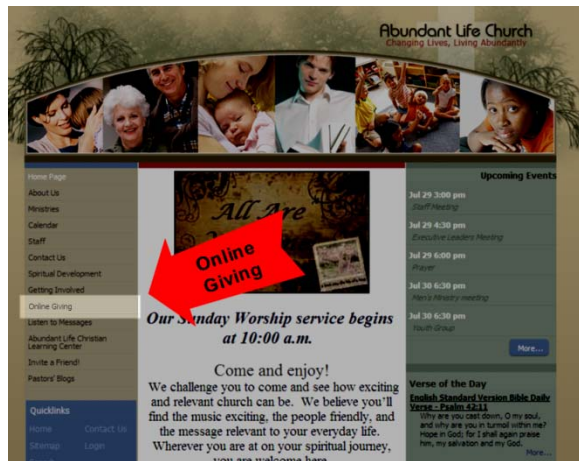 Abundant Life Church
Changing Lives, Living Abundantly
Home Page
About Us
Ministries
Calendar
Staff
Contact Us
Spiritual Development
Getting Involved
Online Giving
Listen to Messages
Abundant Life Christian
Learning Center
Invite a Friend!
Pastors' Blogs
Quicklinks
Home Contact Us
Sitemap Login
All Are
Online
Giving
Our Sunday Worship service begins
at 10:00 a.m.
Come and enjoy!
We challenge you to come and see how exciting
and relevant church can be. We believe you'll
find the music exciting, the people friendly, and
the message relevant to your everyday life.
Wherever you are at on your spiritual journey,
you are welcome here
Upcoming Events
Jul 29 3:00 pm
Staff Meeting
Jul 29 4:30 pm
Executive Leaders Meeting
Jul 29 6:00 pm
Prayer
Jul 30 6:30 pm
Men's Ministry meeting
Jul 30 6:30 pm
Youth Group
More...
Verse of the Day
English Standard Version Bible Daily
Verse - Psalm 42:11
Why are you cast down, O my soul,
and why are you in turmoil within me?
Hope in God; for I shall again praise
him, my salvation and my God.
More...